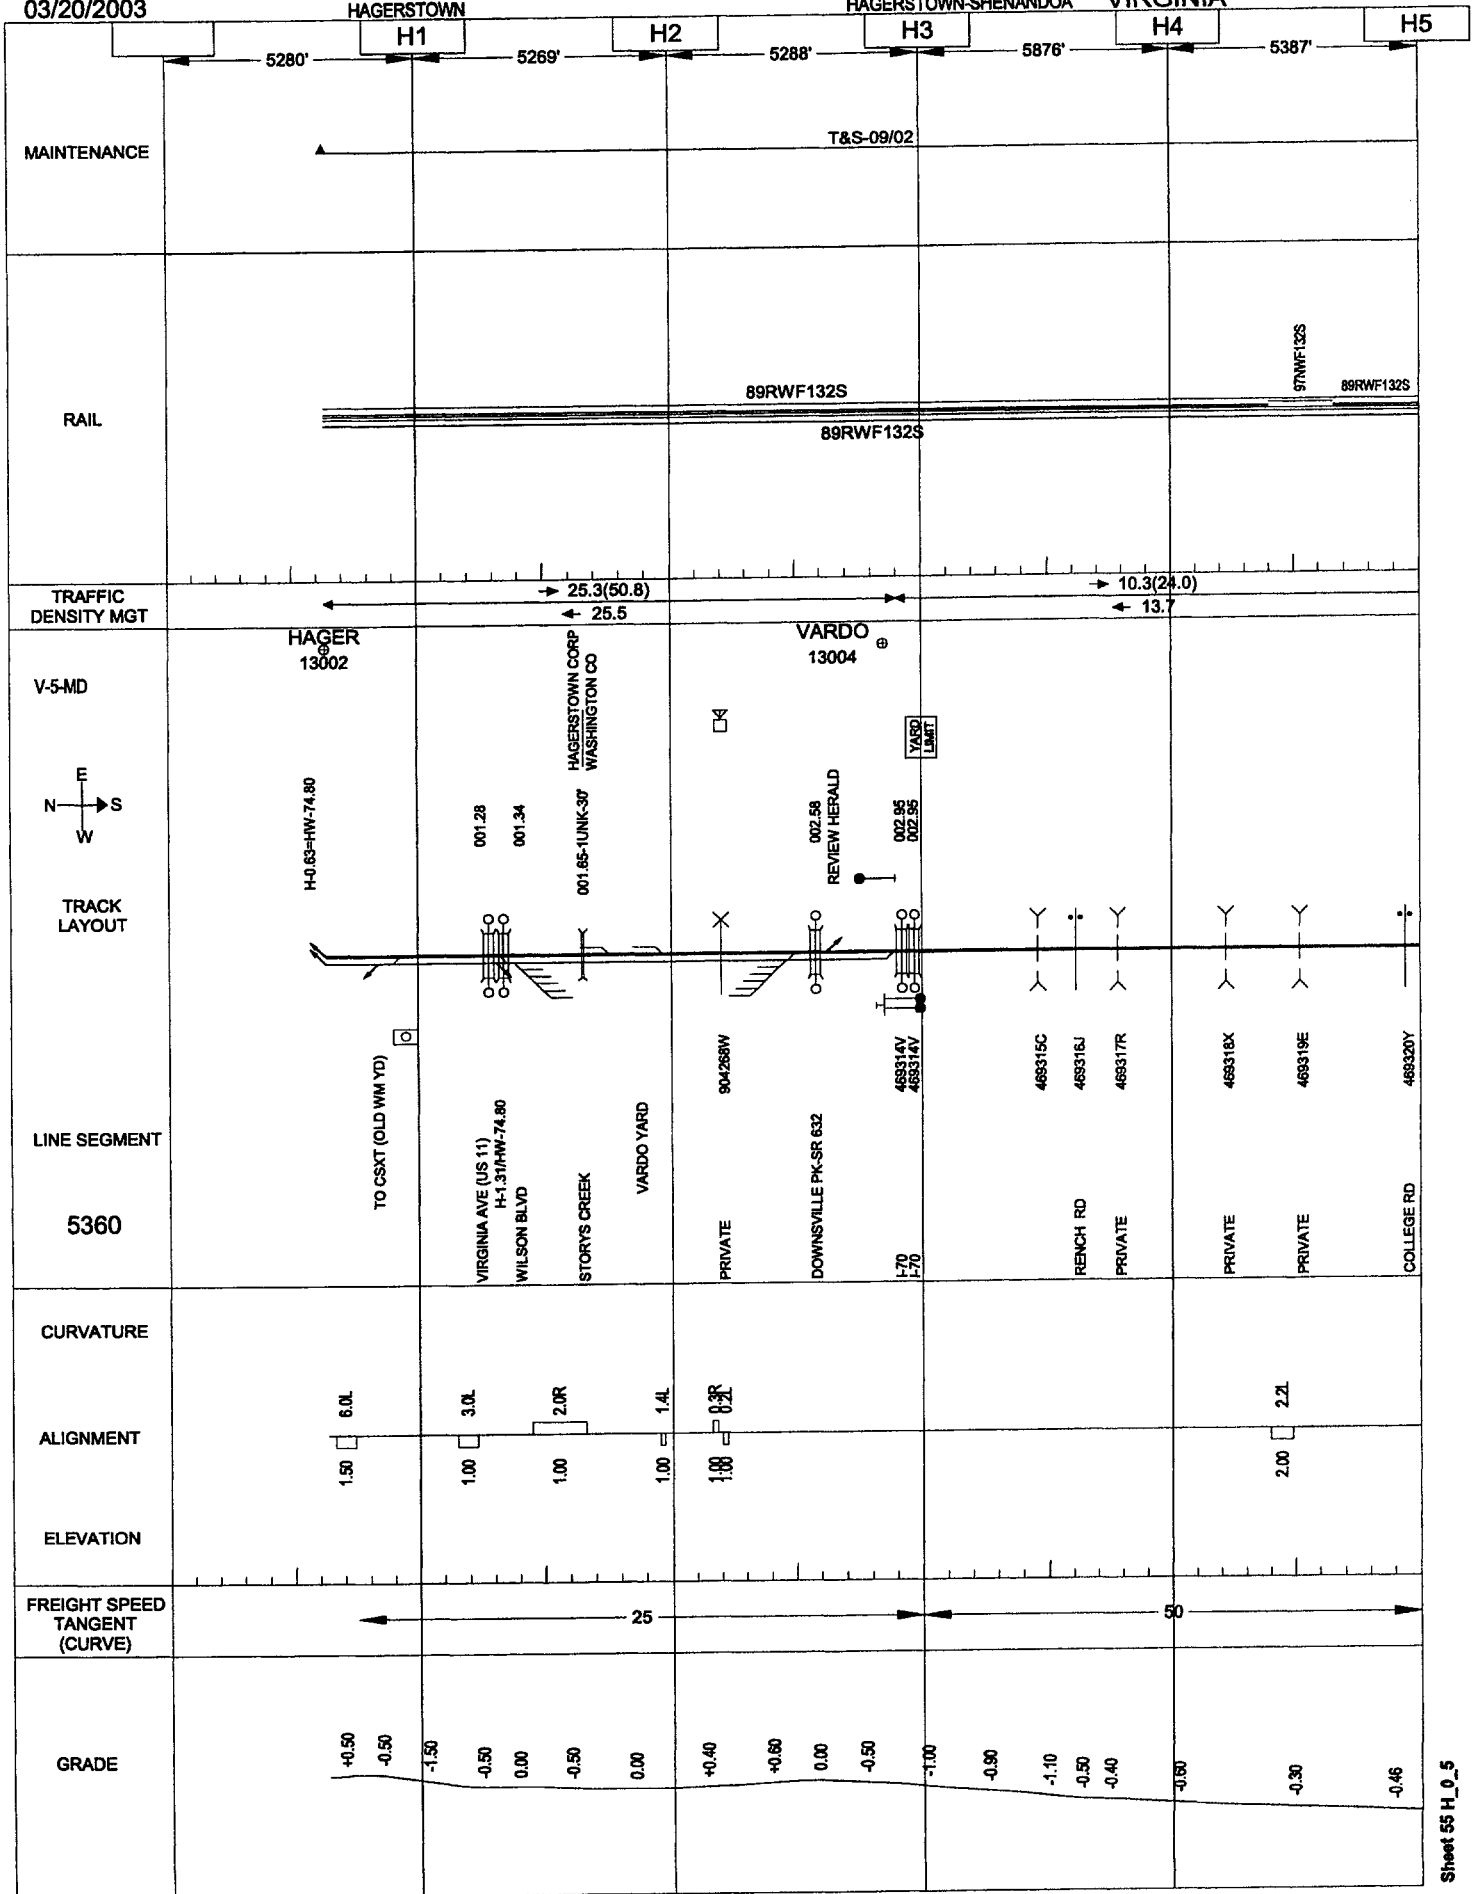 03/20/2003
HAGERSTOWN
HAGERSTOWN-SHENANDOA VIRGINIA
H1
H2
H3
H4
H5
5280'
5269'
5288'
5876'
5387'
MAINTENANCE
T&S-09/02
RAIL
89RWF132S
89RWF132S
97NWF132S
89RWF132S
TRAFFIC
DENSITY MGT
25.3(50.8)
25.5
10.3(24.0)
13.7
V-5-MD
HAGER
13002
VARDO
13004
HAGERSTOWN CORP
WASHINGTON CO
YARD
LIMIT
N
E
S
W
H-0.63=HW-74.80
001.28
001.34
001.65-1UNK-30'
002.58
REVIEW HERALD
002.95
002.95
TRACK
LAYOUT
904268W
469314V
469314V
469315C
469316J
469317R
469318X
469319E
469320Y
LINE SEGMENT
5360
TO CSXT (OLD WM YD)
VIRGINIA AVE (US 11)
H-1.31/HW-74.80
WILSON BLVD
STORYS CREEK
VARDO YARD
PRIVATE
DOWNSVILLE PK-SR 632
I-70
I-70
RENCH RD
PRIVATE
PRIVATE
PRIVATE
COLLEGE RD
CURVATURE
6.0L
3.0L
2.0R
1.4L
0.3R
0.2L
2.2L
ALIGNMENT
1.50
1.00
1.00
1.00
1.00
1.00
2.00
ELEVATION
FREIGHT SPEED
TANGENT
(CURVE)
25
50
GRADE
+0.50
-0.50
-1.50
-0.50
0.00
-0.50
0.00
+0.40
+0.60
0.00
-0.50
-1.00
-0.90
-1.10
-0.50
-0.40
-0.60
-0.30
-0.46
Sheet 55 H_0_5